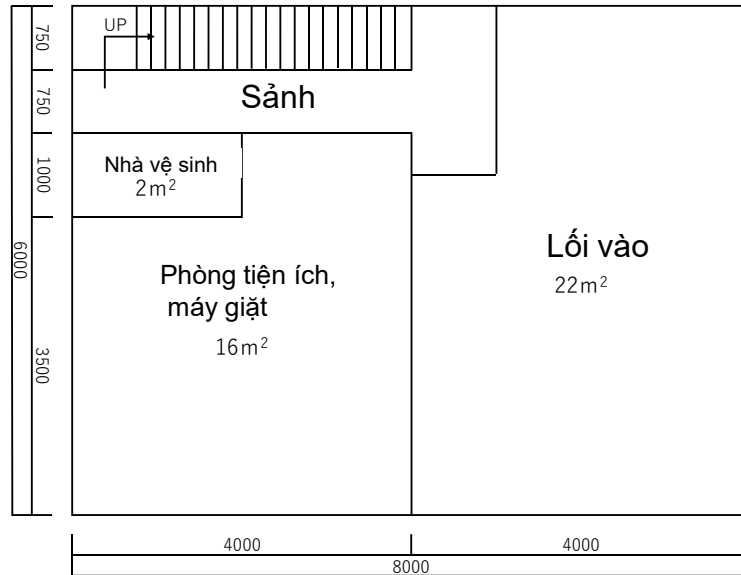 UP
Sảnh
Nhà vệ sinh
2m²
Phòng tiện ích,
máy giặt
16m²
Lối vào
22m²
750
750
1000
3500
6000
4000
4000
8000